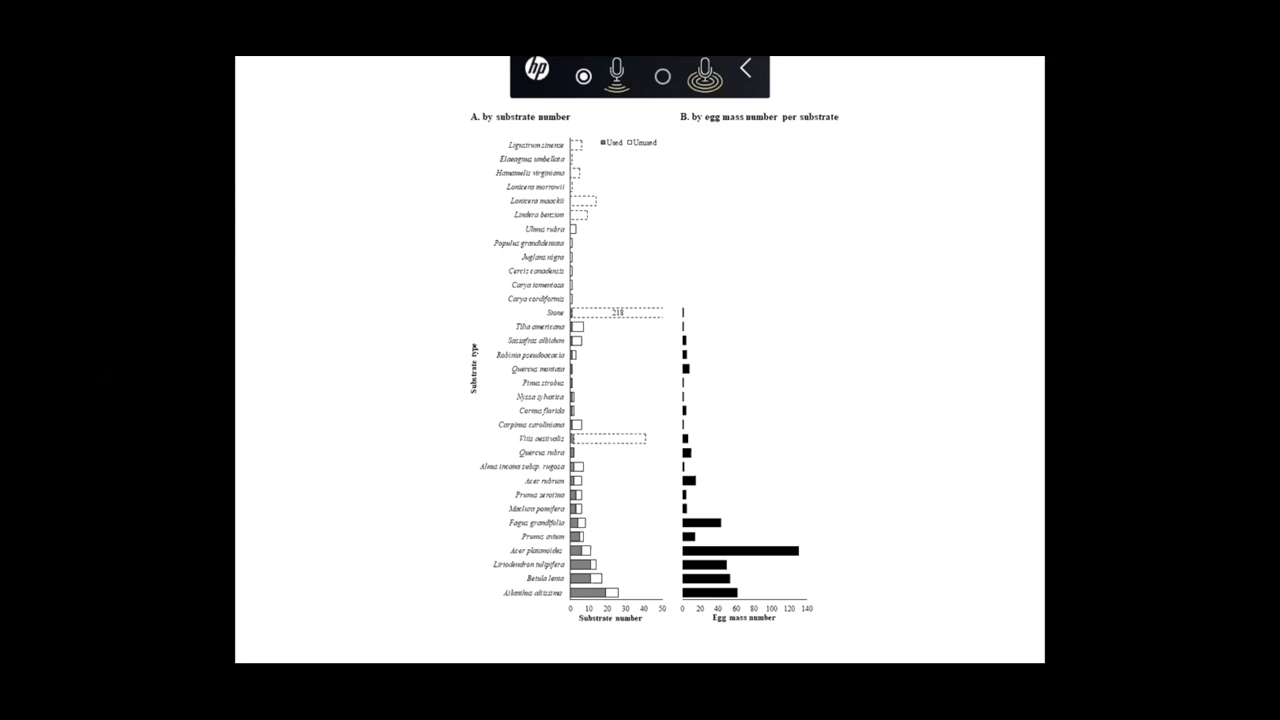 hp
A. by substrate number
B. by egg mass number per substrate
Used Unused
Ligustrum sinense
Elaeagnus umbellata
Hamamelis virginiana
Lonicera morrowii
Lonicera maackii
Lindera benzion
Ulmus rubra
Populus grandidentata
Juglans nigra
Cercis canadensis
Carya tomentosa
Carya cordiformis
Stone
218
Tilia americana
Sassafras albidum
Robinia pseudoacacia
Quercus montata
Pinus strobus
Nyssa sylvatica
Cornus florida
Carpinus caroliniana
Vitis aestivalis
Quercus rubra
Alnus incana subsp. rugosa
Acer rubrum
Prunus serotina
Maclura pomifera
Fagus grandifolia
Prunus avium
Acer platanoides
Liriodendron tulipifera
Betula lenta
Ailanthus altissima
Substrate type
0 10 20 30 40 50
Substrate number
0 20 40 60 80 100 120 140
Egg mass number